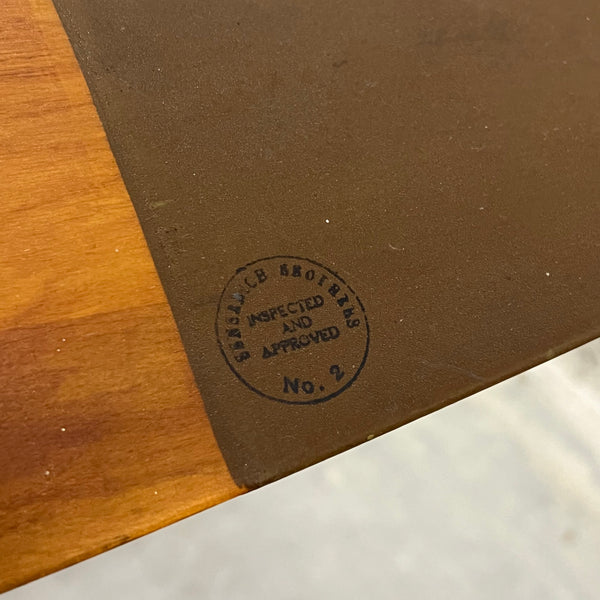 BROTHERS
INSPECTED
AND
APPROVED
No. 2